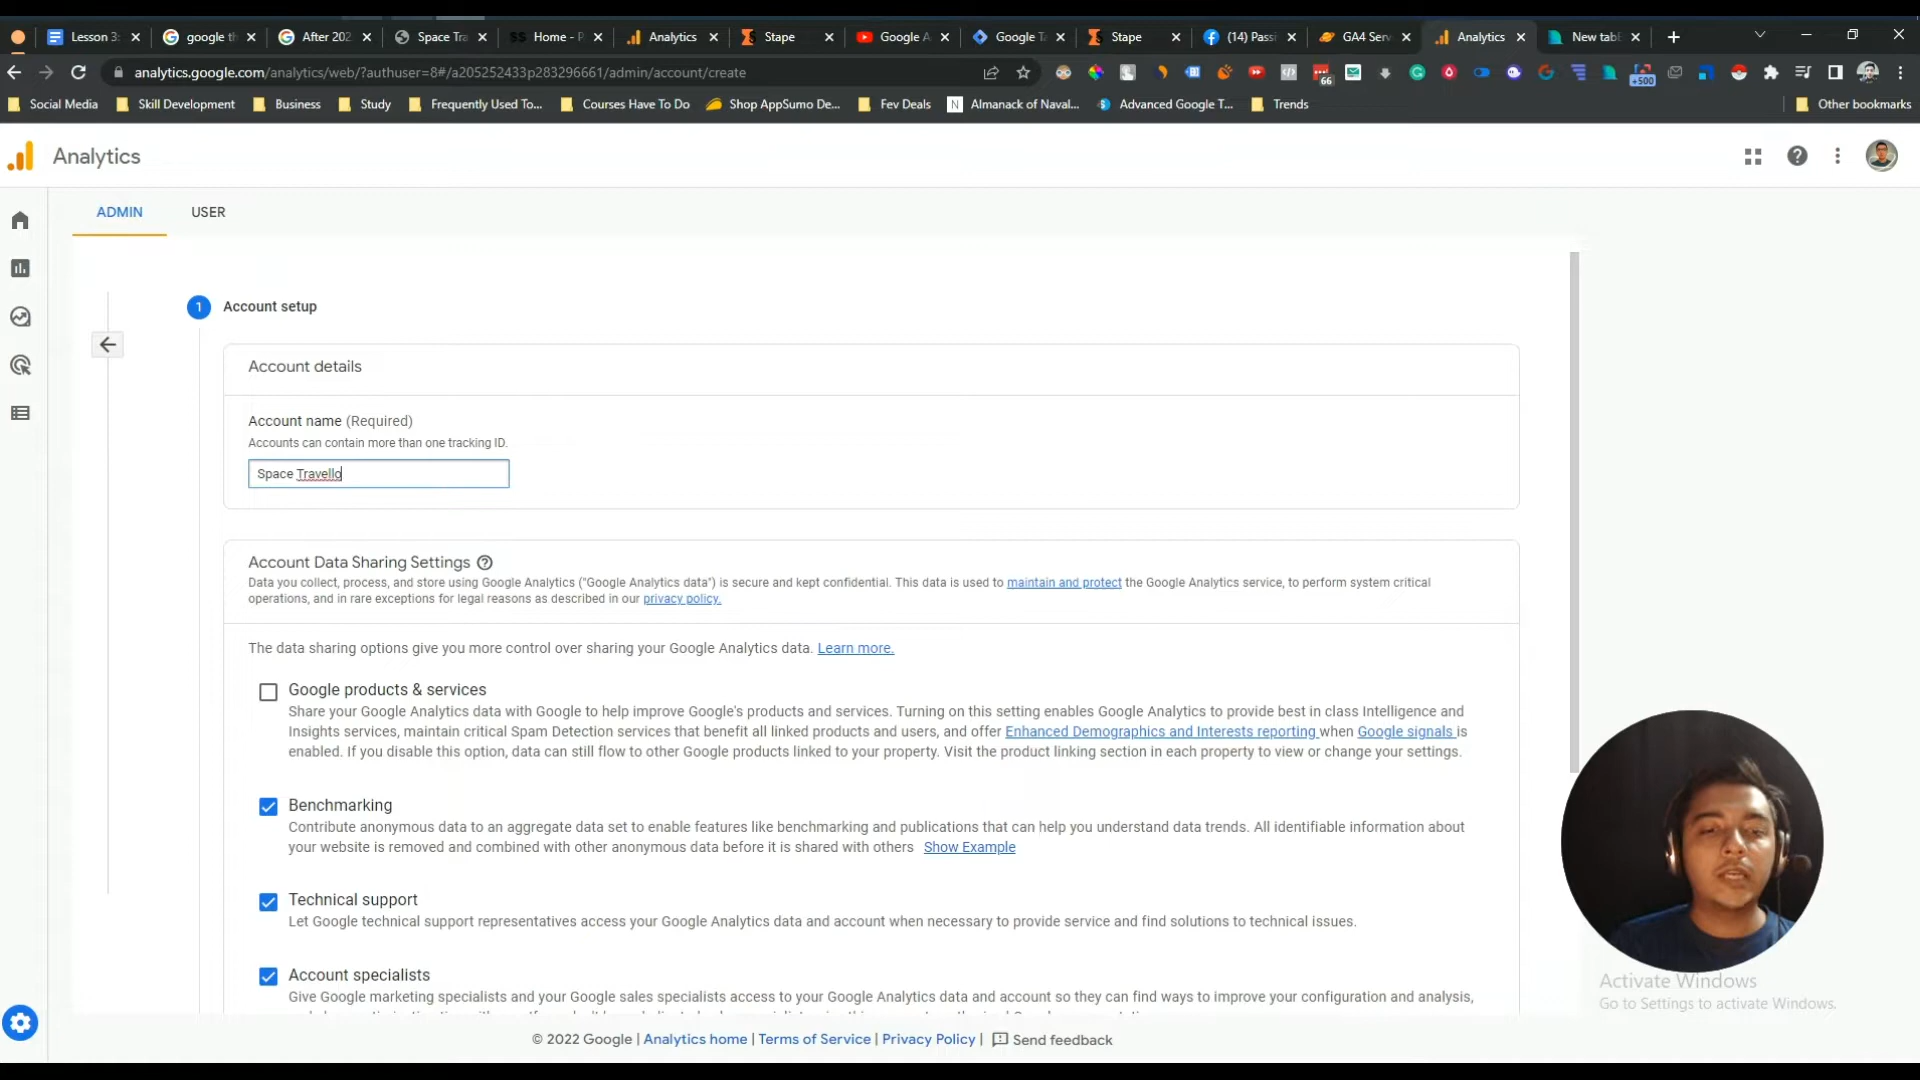 Lesson 3:
google th
After 202
Space Tra
SS Home - P
Analytics
Stape
Google A
Google Ta
Stape
(14) Passi
GA4 Serv
Analytics
New tab
analytics.google.com/analytics/web/?authuser=8#/a205252433p283296661/admin/account/create
66
+500
Social Media
Skill Development
Business
Study
Frequently Used To...
Courses Have To Do
Shop AppSumo De...
Fev Deals
N Almanack of Naval...
Advanced Google T...
Trends
Other bookmarks
Analytics
ADMIN
USER
1 Account setup
Account details
Account name (Required)
Accounts can contain more than one tracking ID.
Space Travello
Account Data Sharing Settings
Data you collect, process, and store using Google Analytics ("Google Analytics data") is secure and kept confidential. This data is used to maintain and protect the Google Analytics service, to perform system critical
operations, and in rare exceptions for legal reasons as described in our privacy policy.
The data sharing options give you more control over sharing your Google Analytics data. Learn more.
Google products & services
Share your Google Analytics data with Google to help improve Google's products and services. Turning on this setting enables Google Analytics to provide best in class Intelligence and
Insights services, maintain critical Spam Detection services that benefit all linked products and users, and offer Enhanced Demographics and Interests reporting when Google signals is
enabled. If you disable this option, data can still flow to other Google products linked to your property. Visit the product linking section in each property to view or change your settings.
Benchmarking
Contribute anonymous data to an aggregate data set to enable features like benchmarking and publications that can help you understand data trends. All identifiable information about
your website is removed and combined with other anonymous data before it is shared with others Show Example
Technical support
Let Google technical support representatives access your Google Analytics data and account when necessary to provide service and find solutions to technical issues.
Account specialists
Give Google marketing specialists and your Google sales specialists access to your Google Analytics data and account so they can find ways to improve your configuration and analysis,
Activate Windows
Go to Settings to activate Windows.
© 2022 Google | Analytics home | Terms of Service | Privacy Policy | Send feedback